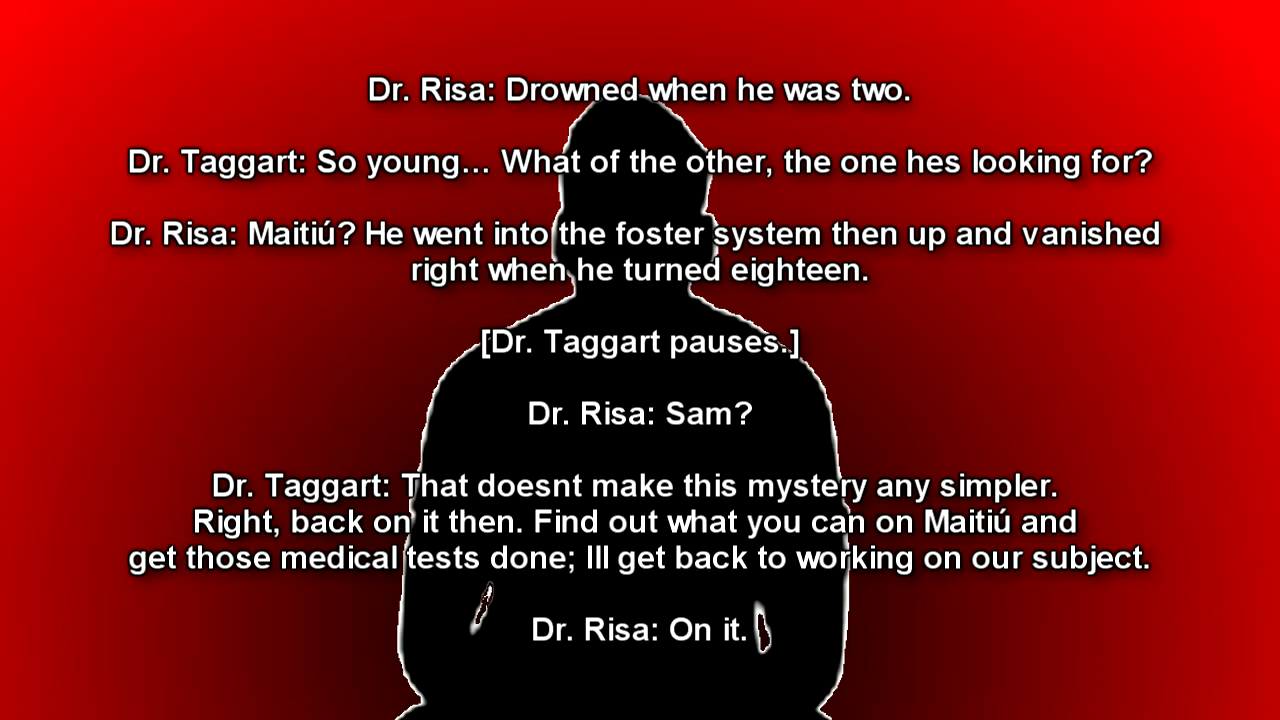 Dr. Risa: Drowned when he was two.
Dr. Taggart: So young... What of the other, the one hes looking for?
Dr. Risa: Maitiú? He went into the foster system then up and vanished
right when he turned eighteen.
[Dr. Taggart pauses.]
Dr. Risa: Sam?
Dr. Taggart: That doesnt make this mystery any simpler.
Right, back on it then. Find out what you can on Maitiú and
get those medical tests done; Ill get back to working on our subject.
Dr. Risa: On it.